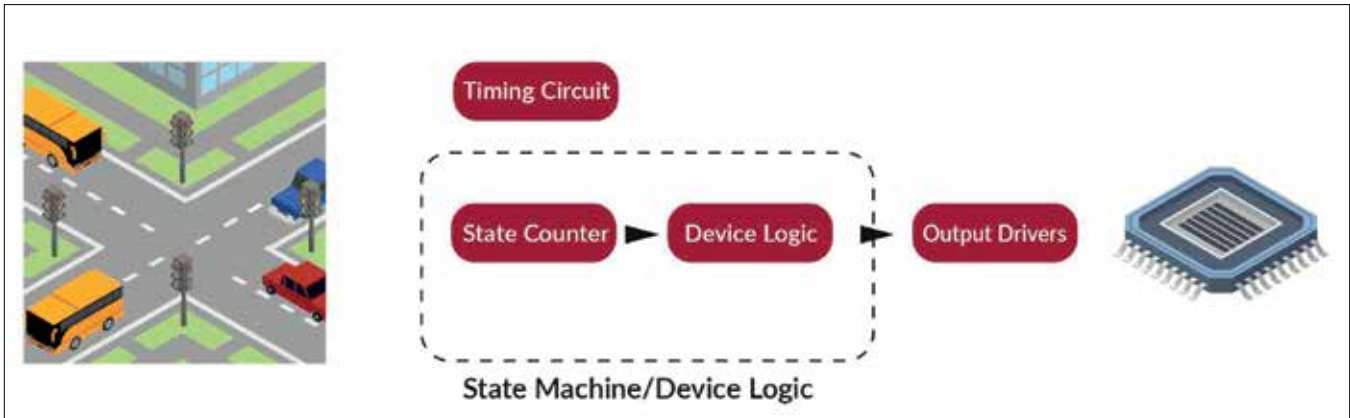 Timing Circuit
State Counter
Device Logic
Output Drivers
State Machine/Device Logic